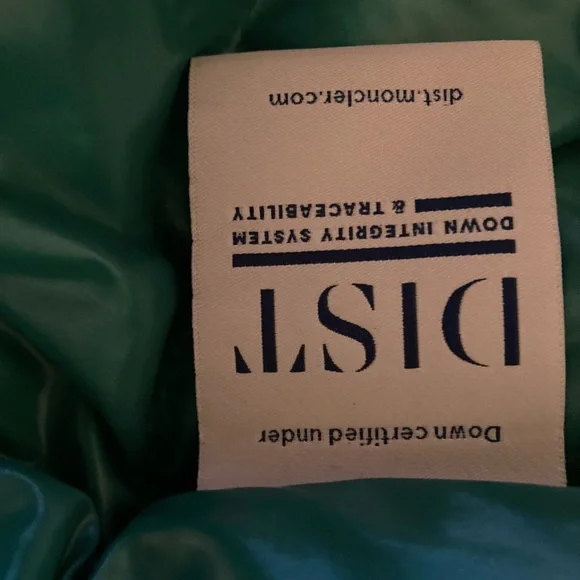 Down certified under
DIST
DOWN INTEGRITY SYSTEM
& TRACEABILITY
dist.moncler.com